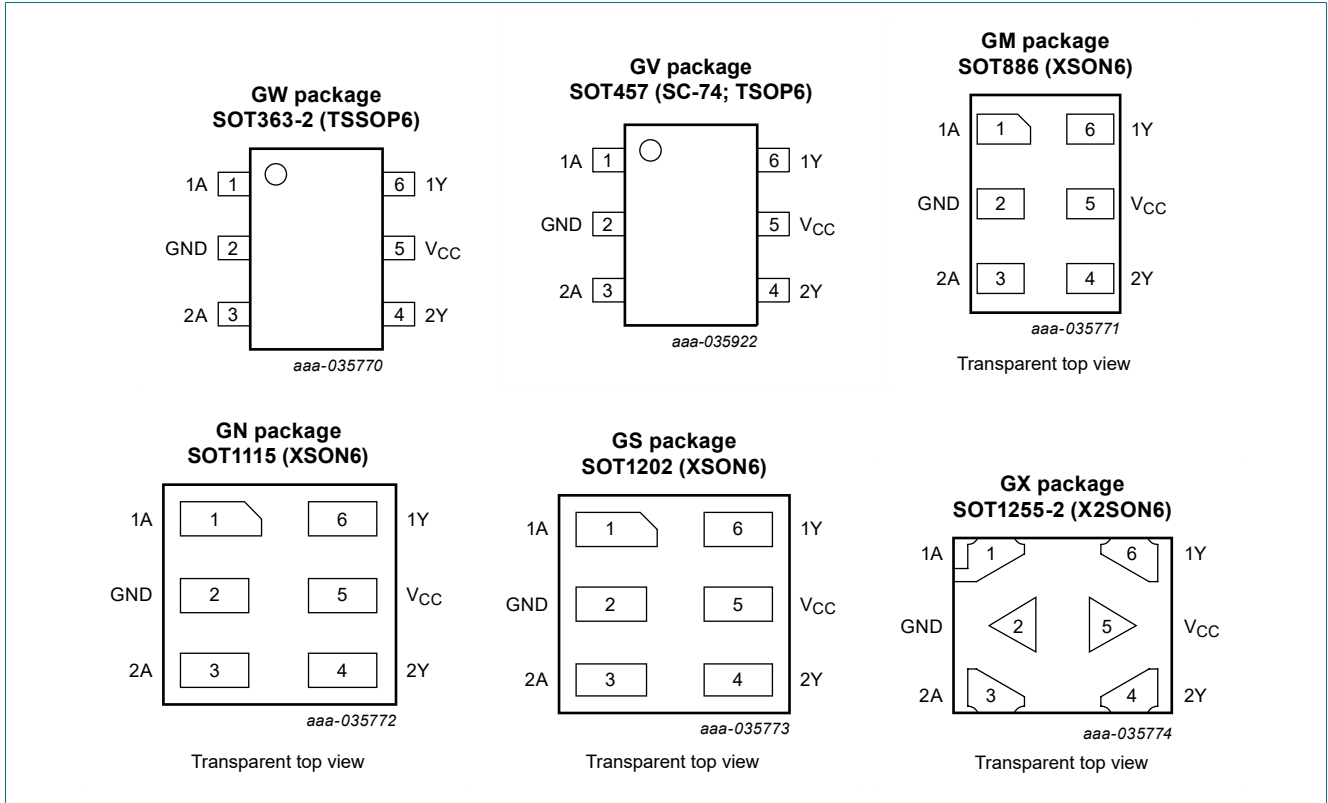 GW package
SOT363-2 (TSSOP6)
1A 1 6 1Y
GND 2 5 VCC
2A 3 4 2Y
aaa-035770
GV package
SOT457 (SC-74; TSOP6)
1A 1 6 1Y
GND 2 5 VCC
2A 3 4 2Y
aaa-035922
GM package
SOT886 (XSON6)
1A 1 6 1Y
GND 2 5 VCC
2A 3 4 2Y
aaa-035771
Transparent top view
GN package
SOT1115 (XSON6)
1A 1 6 1Y
GND 2 5 VCC
2A 3 4 2Y
aaa-035772
Transparent top view
GS package
SOT1202 (XSON6)
1A 1 6 1Y
GND 2 5 VCC
2A 3 4 2Y
aaa-035773
Transparent top view
GX package
SOT1255-2 (X2SON6)
1A 1 6 1Y
GND 2 5 VCC
2A 3 4 2Y
aaa-035774
Transparent top view